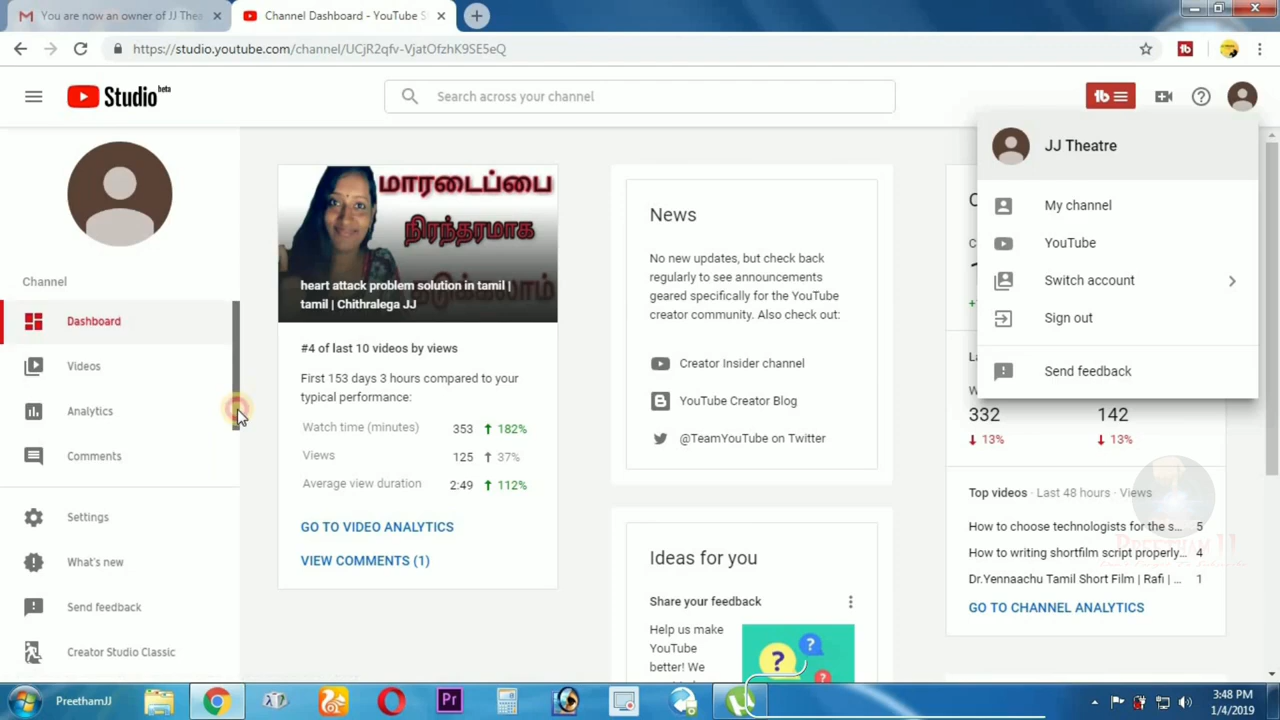 You are now an owner of JJ Thea
Channel Dashboard - YouTube S
https://studio.youtube.com/channel/UCjR2qfv-VjatOfzhK9SE5eQ
Studio beta
Search across your channel
JJ Theatre
My channel
YouTube
Switch account
Sign out
Send feedback
Channel
Dashboard
Videos
Analytics
Comments
Settings
What's new
Send feedback
Creator Studio Classic
மாரடைப்பை
நிரந்தரமாக
heart attack problem solution in tamil |
tamil | Chithralega JJ
#4 of last 10 videos by views
First 153 days 3 hours compared to your
typical performance:
Watch time (minutes) 353 182%
Views 125 37%
Average view duration 2:49 112%
GO TO VIDEO ANALYTICS
VIEW COMMENTS (1)
News
No new updates, but check back
regularly to see announcements
geared specifically for the YouTube
creator community. Also check out:
Creator Insider channel
YouTube Creator Blog
@TeamYouTube on Twitter
Ideas for you
Share your feedback
Help us make
YouTube
better! We
332 142
13% 13%
Top videos · Last 48 hours · Views
How to choose technologists for the s... 5
How to writing shortfilm script properly... 4
Dr.Yennaachu Tamil Short Film | Rafi | ... 1
GO TO CHANNEL ANALYTICS
PREETHAM JJ
PreethamJJ
Pr
3:48 PM
1/4/2019